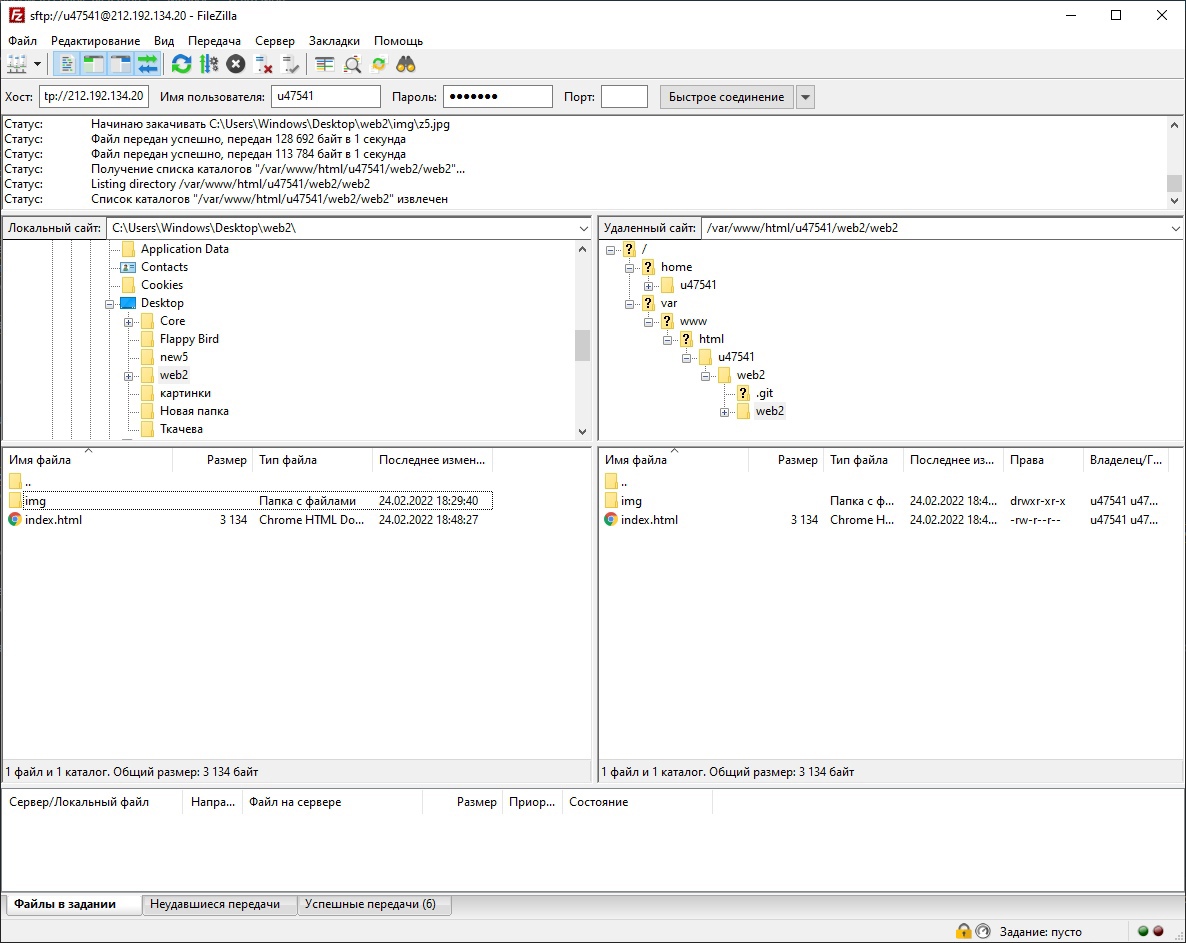 sftp://u47541@212.192.134.20 - FileZilla
Файл Редактирование Вид Передача Сервер Закладки Помощь
Хост: tp://212.192.134.20 Имя пользователя: u47541 Пароль: ●●●●●●● Порт: Быстрое соединение
Статус: Начинаю закачивать C:\Users\Windows\Desktop\web2\img\z5.jpg
Статус: Файл передан успешно, передан 128 692 байт в 1 секунда
Статус: Файл передан успешно, передан 113 784 байт в 1 секунда
Статус: Получение списка каталогов "/var/www/html/u47541/web2/web2"...
Статус: Listing directory /var/www/html/u47541/web2/web2
Статус: Список каталогов "/var/www/html/u47541/web2/web2" извлечен
Локальный сайт: C:\Users\Windows\Desktop\web2\
Application Data
Contacts
Cookies
Desktop
Core
Flappy Bird
new5
web2
картинки
Новая папка
Ткачева
Удаленный сайт: /var/www/html/u47541/web2/web2
/
home
u47541
var
www
html
u47541
web2
.git
web2
Имя файла Размер Тип файла Последнее измен...
..
img Папка с файлами 24.02.2022 18:29:40
index.html 3 134 Chrome HTML Do... 24.02.2022 18:48:27
1 файл и 1 каталог. Общий размер: 3 134 байт
Имя файла Размер Тип файла Последнее из... Права Владелец/Г...
..
img Папка с ф... 24.02.2022 18:4... drwxr-xr-x u47541 u47...
index.html 3 134 Chrome H... 24.02.2022 18:4... -rw-r--r-- u47541 u47...
1 файл и 1 каталог. Общий размер: 3 134 байт
Сервер/Локальный файл Напра... Файл на сервере Размер Приор... Состояние
Файлы в задании Неудавшиеся передачи Успешные передачи (6)
Задание: пусто